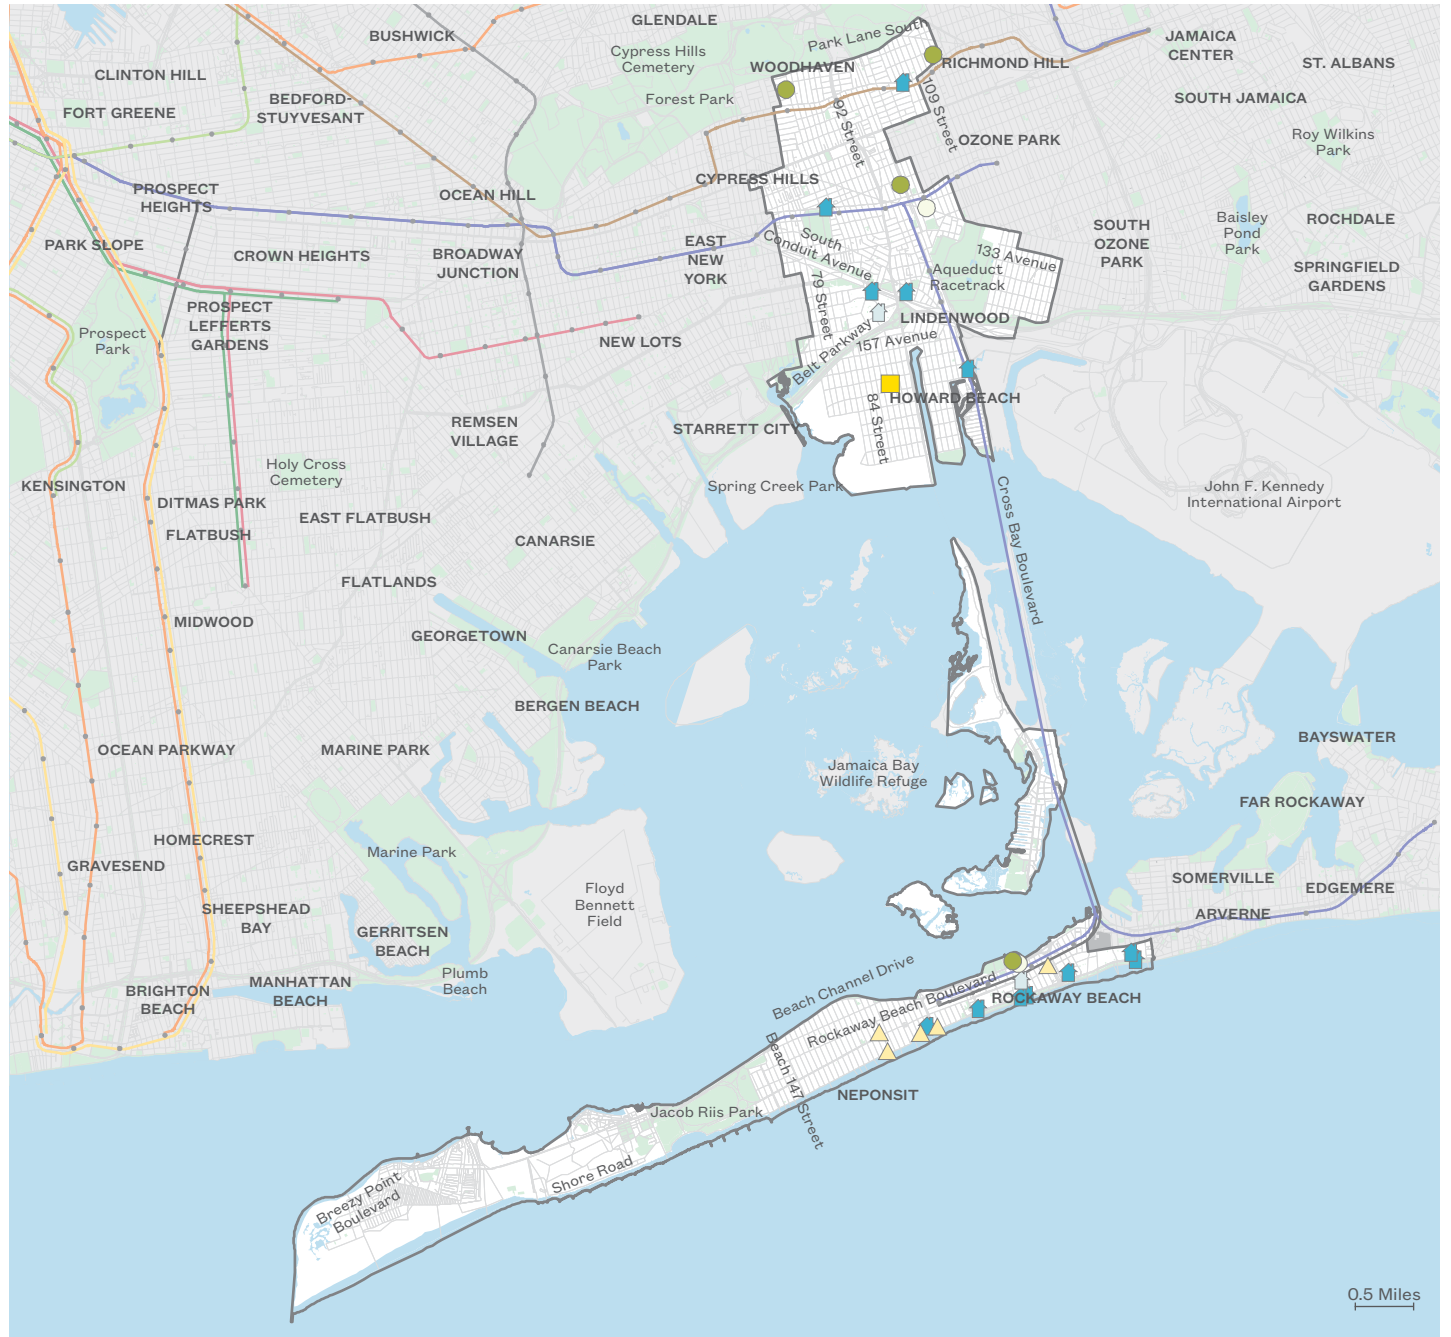 GLENDALE
BUSHWICK
Park Lane South
JAMAICA
CENTER
Cypress Hills
Cemetery
WOODHAVEN
RICHMOND HILL
ST. ALBANS
CLINTON HILL
BEDFORD-
STUYVESANT
Forest Park
SOUTH JAMAICA
FORT GREENE
92 Street
109 Street
OZONE PARK
Roy Wilkins
Park
PROSPECT
HEIGHTS
OCEAN HILL
CYPRESS HILLS
PARK SLOPE
CROWN HEIGHTS
BROADWAY
JUNCTION
EAST
NEW
YORK
South
Conduit Avenue
133 Avenue
SOUTH
OZONE
PARK
Baisley
Pond
Park
ROCHDALE
SPRINGFIELD
GARDENS
Aqueduct
Racetrack
79 Street
PROSPECT
LEFFERTS
GARDENS
Prospect
Park
NEW LOTS
LINDENWOOD
Belt Parkway
157 Avenue
84 Street
HOWARD BEACH
REMSEN
VILLAGE
STARRETT CITY
Holy Cross
Cemetery
KENSINGTON
DITMAS PARK
FLATBUSH
EAST FLATBUSH
CANARSIE
Spring Creek Park
Cross Bay Boulevard
John F. Kennedy
International Airport
FLATLANDS
MIDWOOD
GEORGETOWN
Canarsie Beach
Park
BERGEN BEACH
OCEAN PARKWAY
MARINE PARK
Jamaica Bay
Wildlife Refuge
BAYSWATER
FAR ROCKAWAY
HOMECREST
GRAVESEND
Marine Park
Floyd
Bennett
Field
SOMERVILLE
EDGEMERE
ARVERNE
SHEEPSHEAD
BAY
GERRITSEN
BEACH
Plumb
Beach
MANHATTAN
BEACH
BRIGHTON
BEACH
Beach Channel Drive
Rockaway Beach Boulevard
ROCKAWAY BEACH
Beach 147 Street
NEPONSIT
Jacob Riis Park
Shore Road
Breezy Point
Boulevard
0.5 Miles